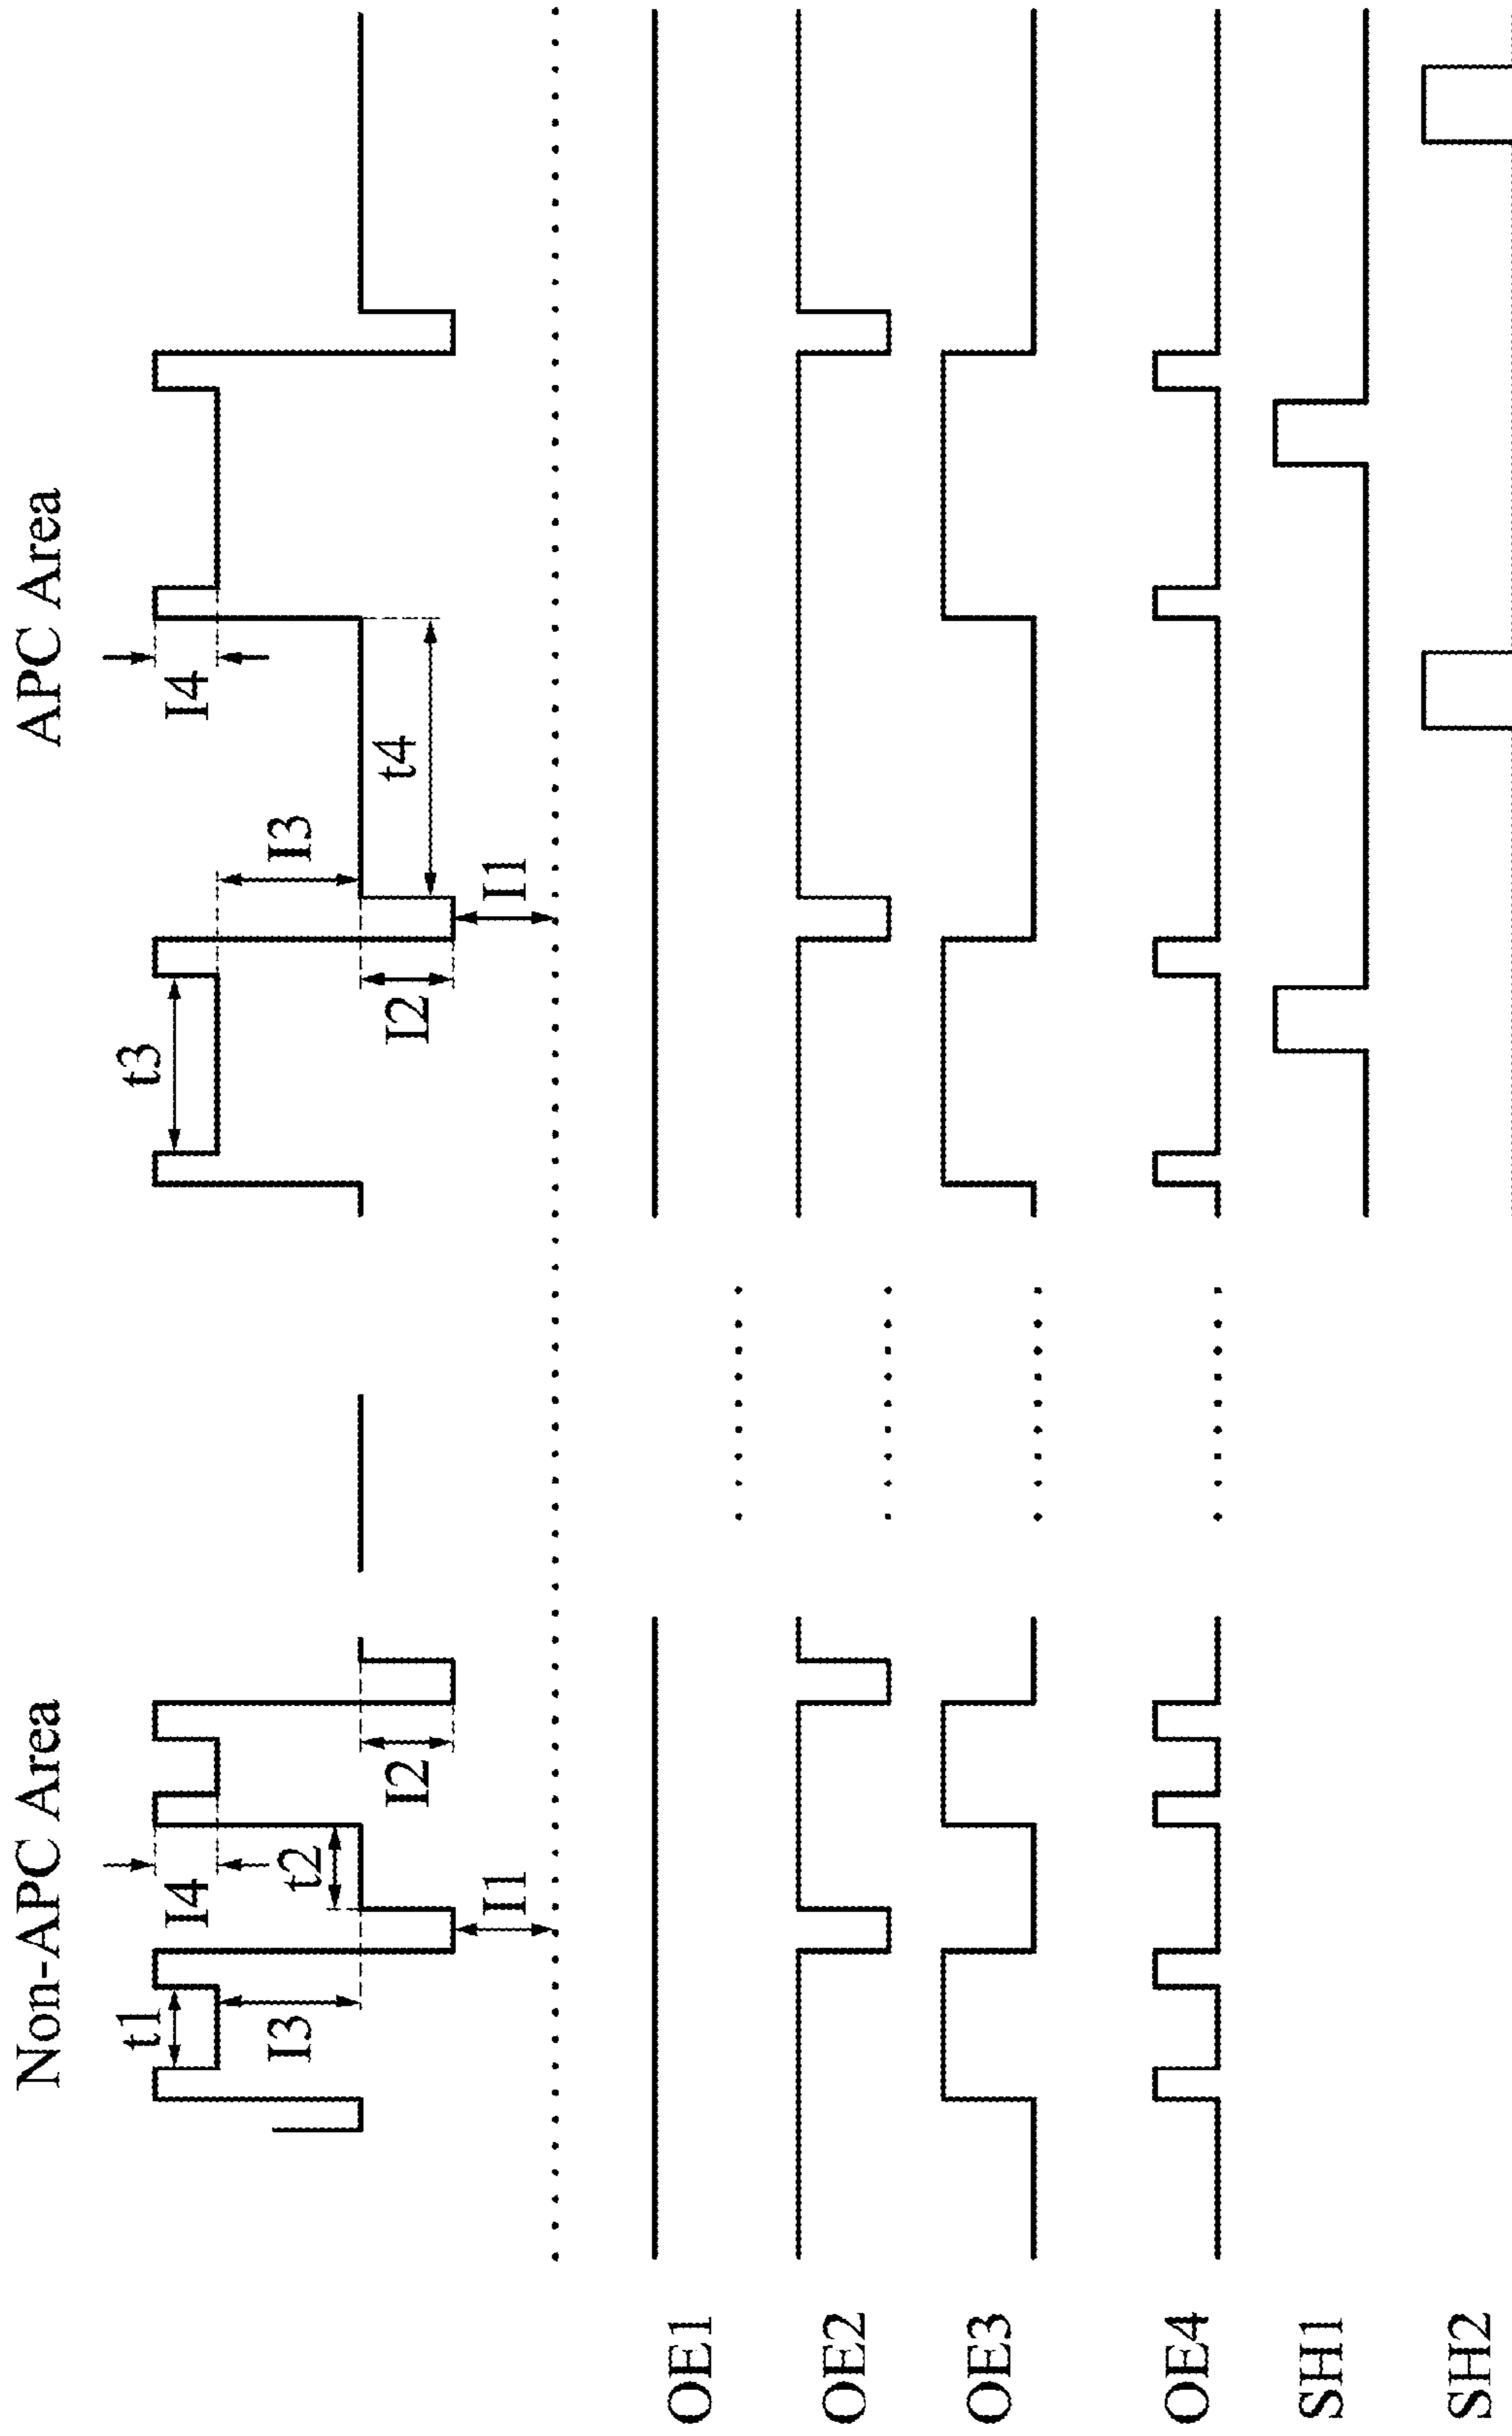 Non-APC Area
APC Area
t1
I3
I4
t2
I1
I2
t3
I2
I3
I1
t4
I4
OE1
OE2
OE3
OE4
SH1
SH2